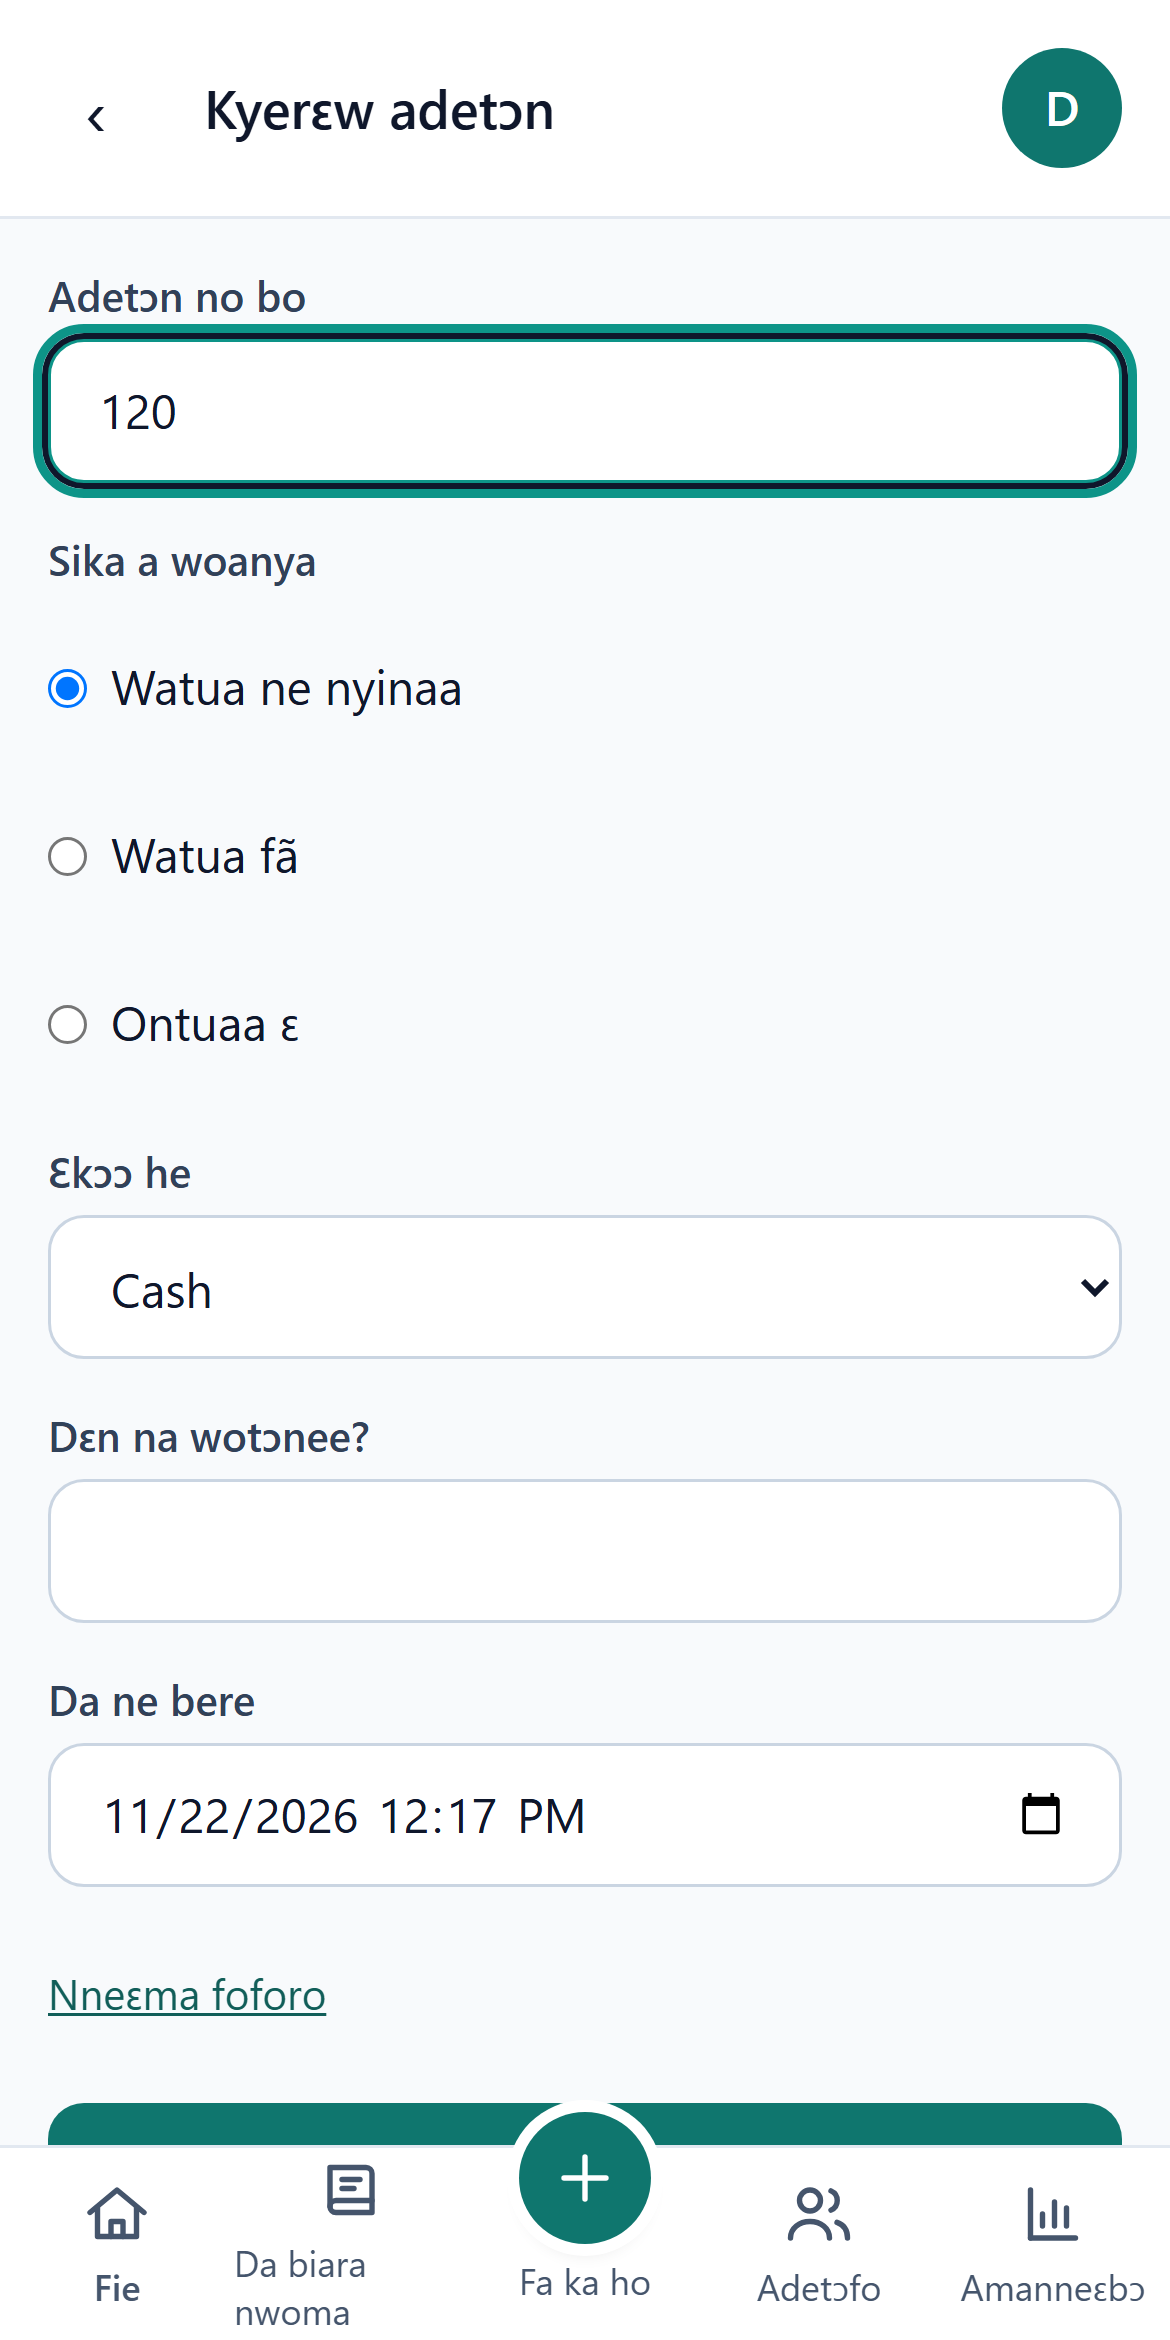 ‹
Kyerɛw adetɔn
D
Adetɔn no bo
120
Sika a woanya
Watua ne nyinaa
Watua fã
Ontuaa ɛ
Ɛkɔɔ he
Cash
Dɛn na wotɔnee?
Da ne bere
11/22/2026 12:17 PM
Nneɛma foforo
Fie
Da biara
nwoma
Fa ka ho
Adetɔfo
Amanneɛbɔ